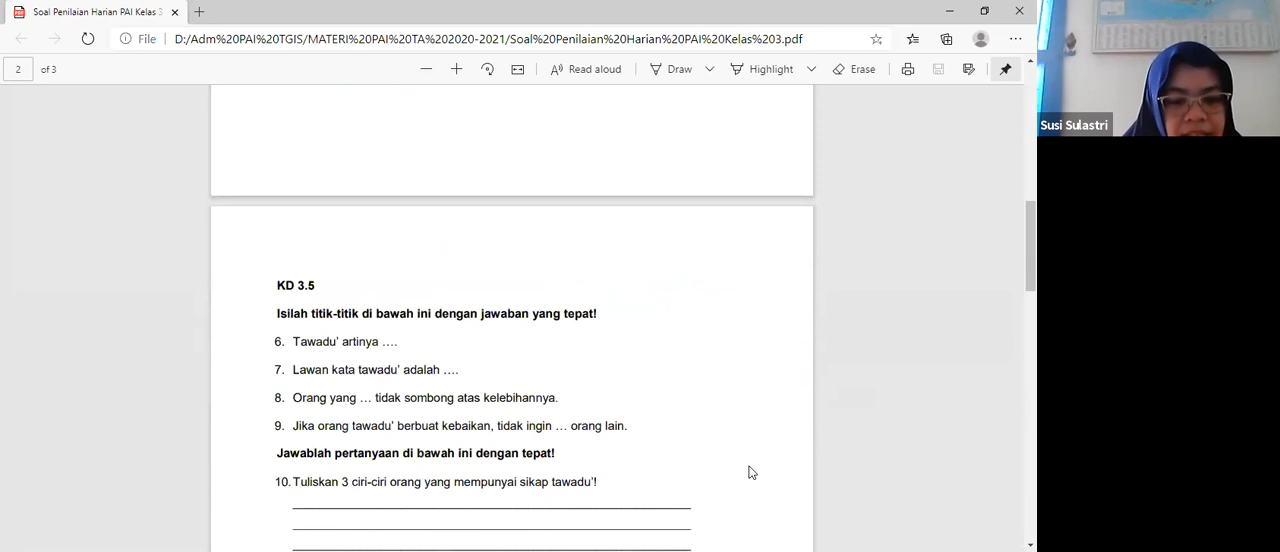 Soal Penilaian Harian PAI Kelas 3
File D:/Adm%20PAI%20TGIS/MATERI%20PAI%20TA%202020-2021/Soal%20Penilaian%20Harian%20PAI%20Kelas%203.pdf
2 of 3 Read aloud Draw Highlight Erase
Susi Sulastri
KD 3.5
Isilah titik-titik di bawah ini dengan jawaban yang tepat!
6. Tawadu’ artinya ….
7. Lawan kata tawadu’ adalah ….
8. Orang yang … tidak sombong atas kelebihannya.
9. Jika orang tawadu’ berbuat kebaikan, tidak ingin … orang lain.
Jawablah pertanyaan di bawah ini dengan tepat!
10. Tuliskan 3 ciri-ciri orang yang mempunyai sikap tawadu’!